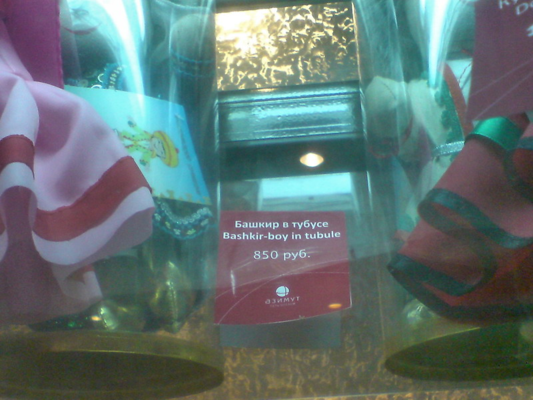 Башкир в тубусе
Bashkir-boy in tubule
850 руб.
АЗИМУТ